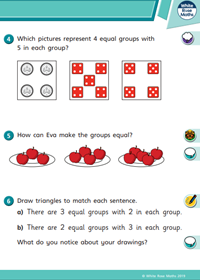 White
Rose
Maths
4 Which pictures represent 4 equal groups with
5 in each group?
5 How can Eva make the groups equal?
6 Draw triangles to match each sentence.
a) There are 3 equal groups with 2 in each group.
b) There are 2 equal groups with 3 in each group.
What do you notice about your drawings?
© White Rose Maths 2019